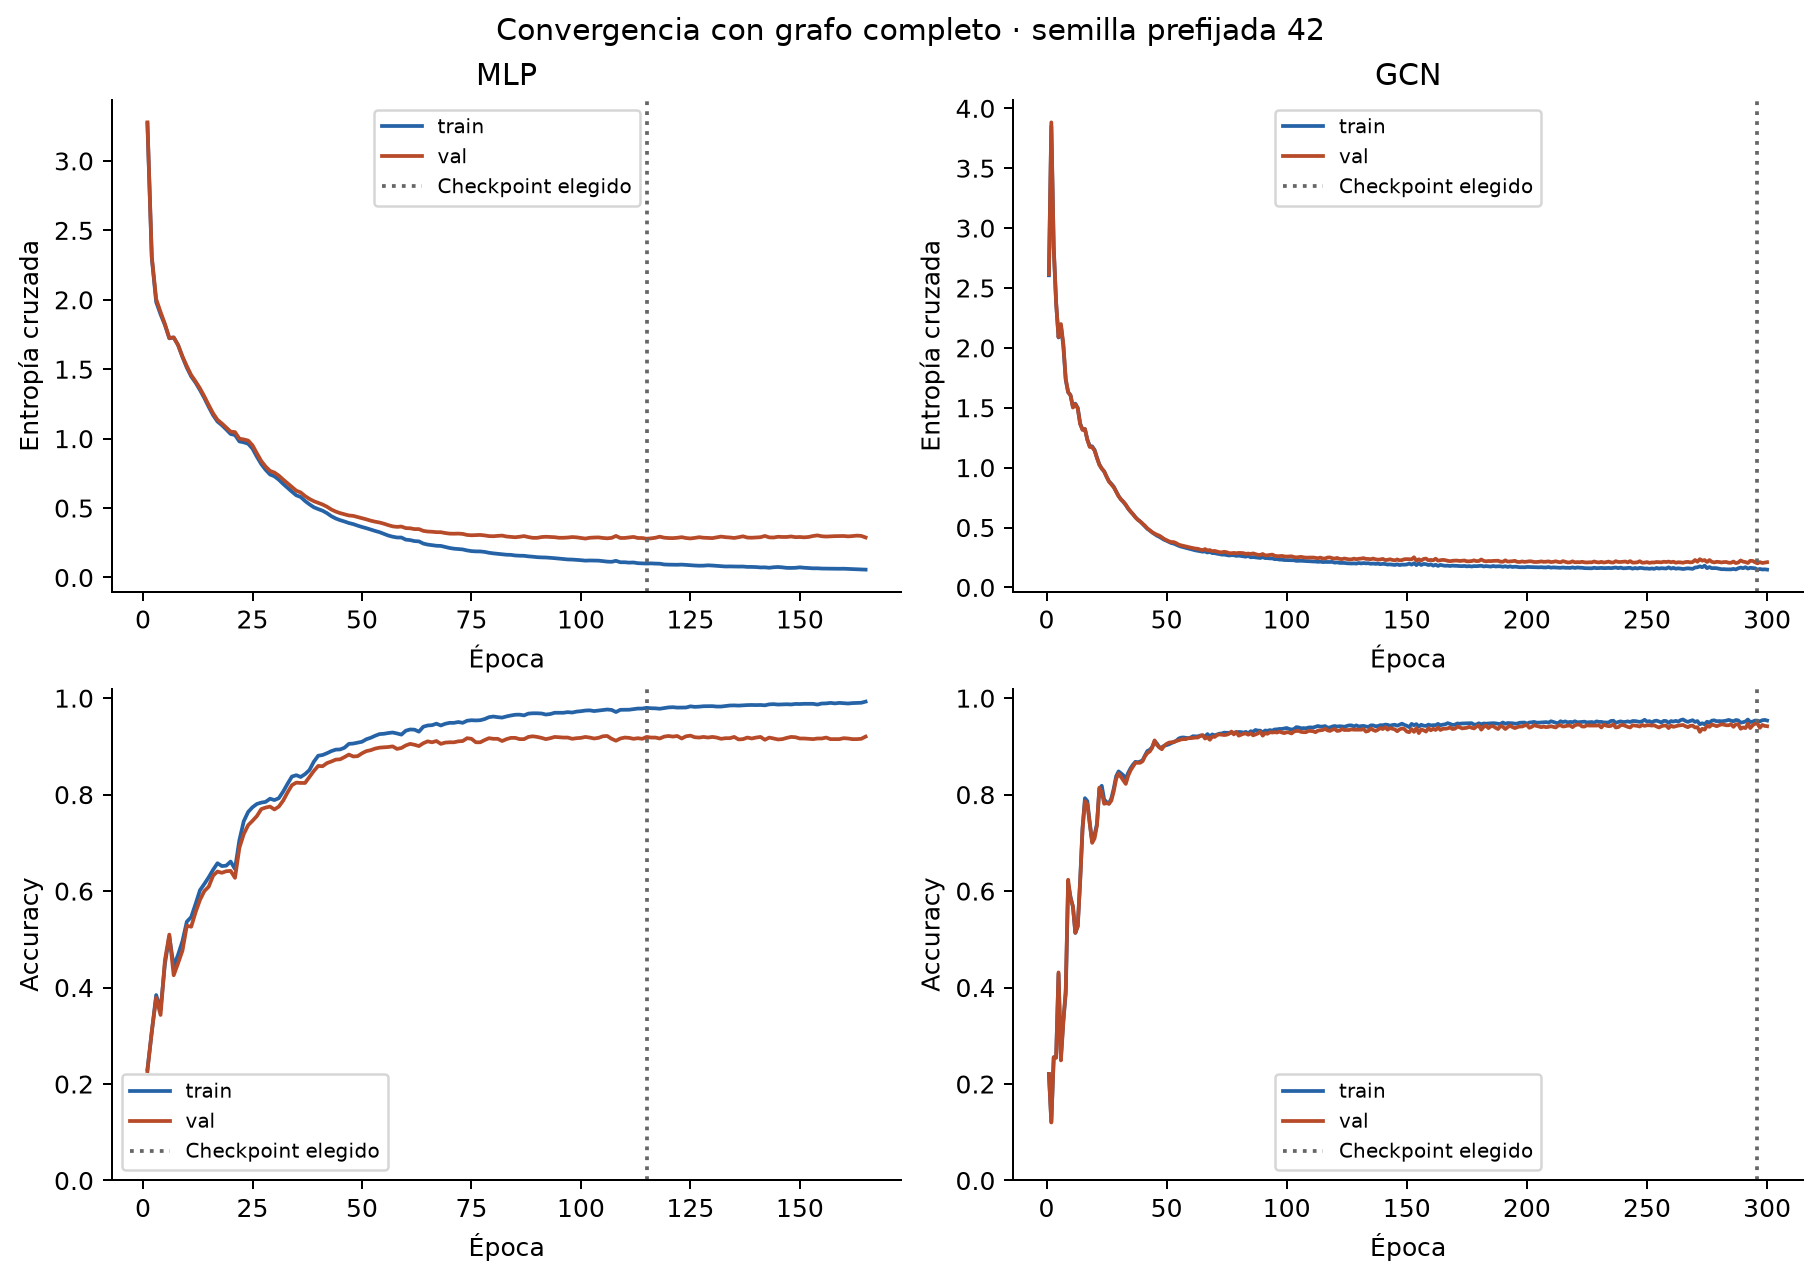 Convergencia con grafo completo · semilla prefijada 42
MLP
Entropía cruzada
3.0
2.5
2.0
1.5
1.0
0.5
0.0
train
val
Checkpoint elegido
0 25 50 75 100 125 150
Época
GCN
Entropía cruzada
4.0
3.5
3.0
2.5
2.0
1.5
1.0
0.5
0.0
train
val
Checkpoint elegido
0 50 100 150 200 250 300
Época
Accuracy
1.0
0.8
0.6
0.4
0.2
0.0
train
val
Checkpoint elegido
0 25 50 75 100 125 150
Época
Accuracy
1.0
0.8
0.6
0.4
0.2
0.0
train
val
Checkpoint elegido
0 50 100 150 200 250 300
Época